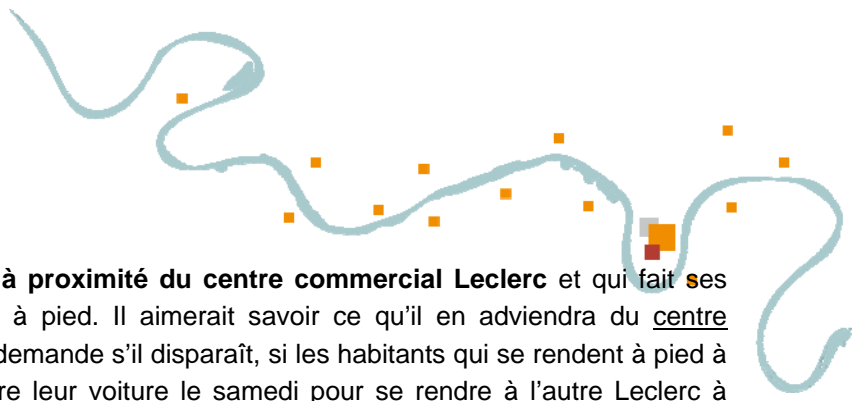 à proximité du centre commercial Leclerc et qui fait ses
à pied. Il aimerait savoir ce qu'il en adviendra du centre
demande s'il disparaît, si les habitants qui se rendent à pied à
re leur voiture le samedi pour se rendre à l'autre Leclerc à